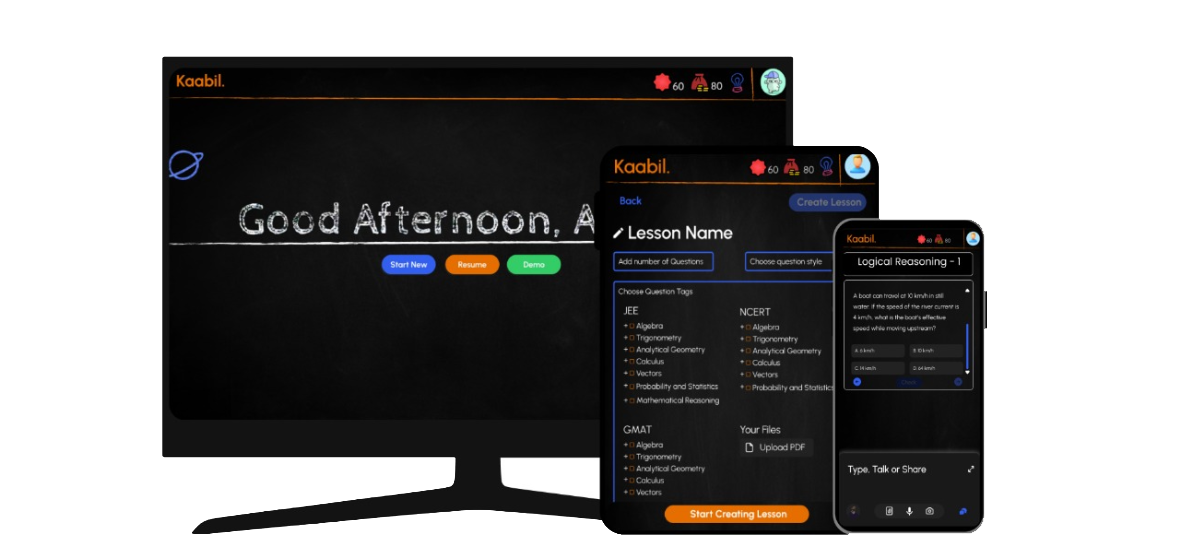 Kaabil.
60
80
Good Afternoon, A
Start New
Resume
Demo
Kaabil.
60
80
Back
Create Lesson
Lesson Name
Add number of Questions
Choose question style
Choose Question Tags
JEE
+ Algebra
+ Trigonometry
+ Analytical Geometry
+ Calculus
+ Vectors
+ Probability and Statistics
+ Mathematical Reasoning
NCERT
+ Algebra
+ Trigonometry
+ Analytical Geometry
+ Calculus
+ Vectors
+ Probability and Statistics
GMAT
+ Algebra
+ Trigonometry
+ Analytical Geometry
+ Calculus
+ Vectors
Your Files
Upload PDF
Start Creating Lesson
Kaabil.
60
80
Logical Reasoning - 1
A boat can travel at 10 km/h in still
water. If the speed of the river current is
4 km/h, what is the boat's effective
speed while moving upstream?
A. 6 km/h
B. 10 km/h
C. 14 km/h
D. 64 km/h
Type, Talk or Share